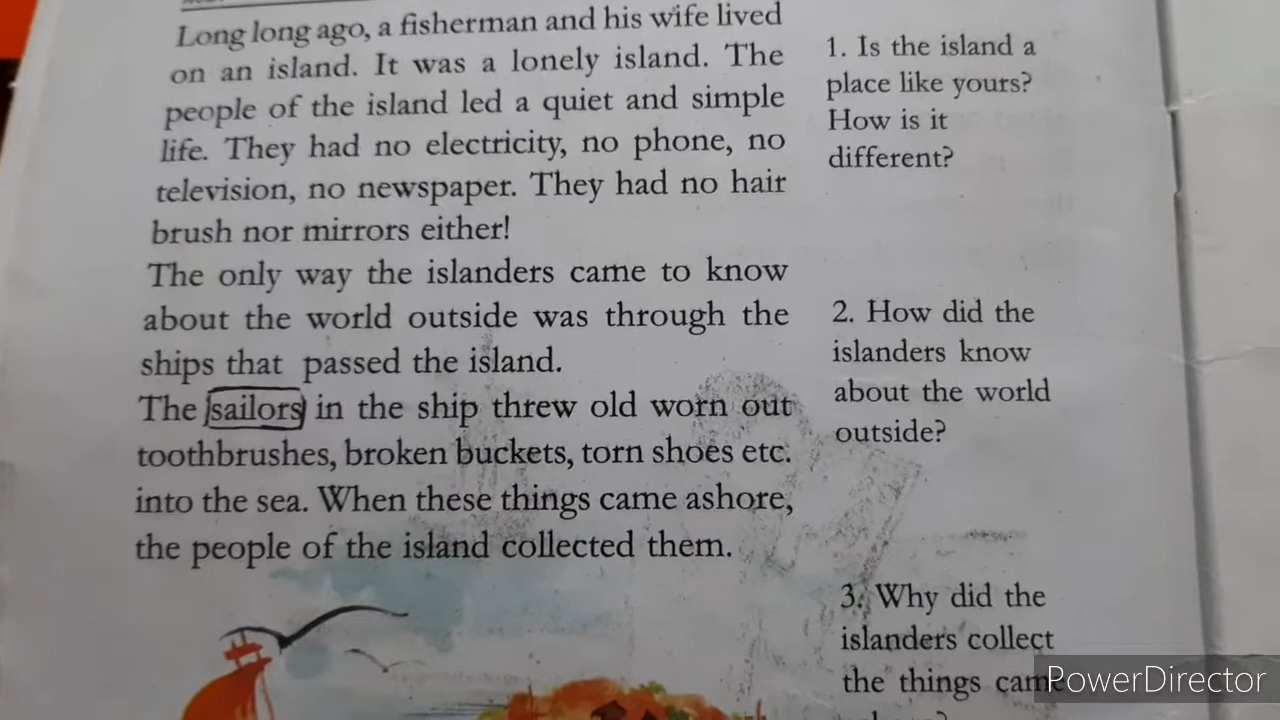 Long long ago, a fisherman and his wife lived
on an island. It was a lonely island. The
people of the island led a quiet and simple
life. They had no electricity, no phone, no
television, no newspaper. They had no hair
brush nor mirrors either!
The only way the islanders came to know
about the world outside was through the
ships that passed the island.
The sailors in the ship threw old worn out
toothbrushes, broken buckets, torn shoes etc.
into the sea. When these things came ashore,
the people of the island collected them.
1. Is the island a
place like yours?
How is it
different?
2. How did the
islanders know
about the world
outside?
3. Why did the
islanders collect
the things came
PowerDirector